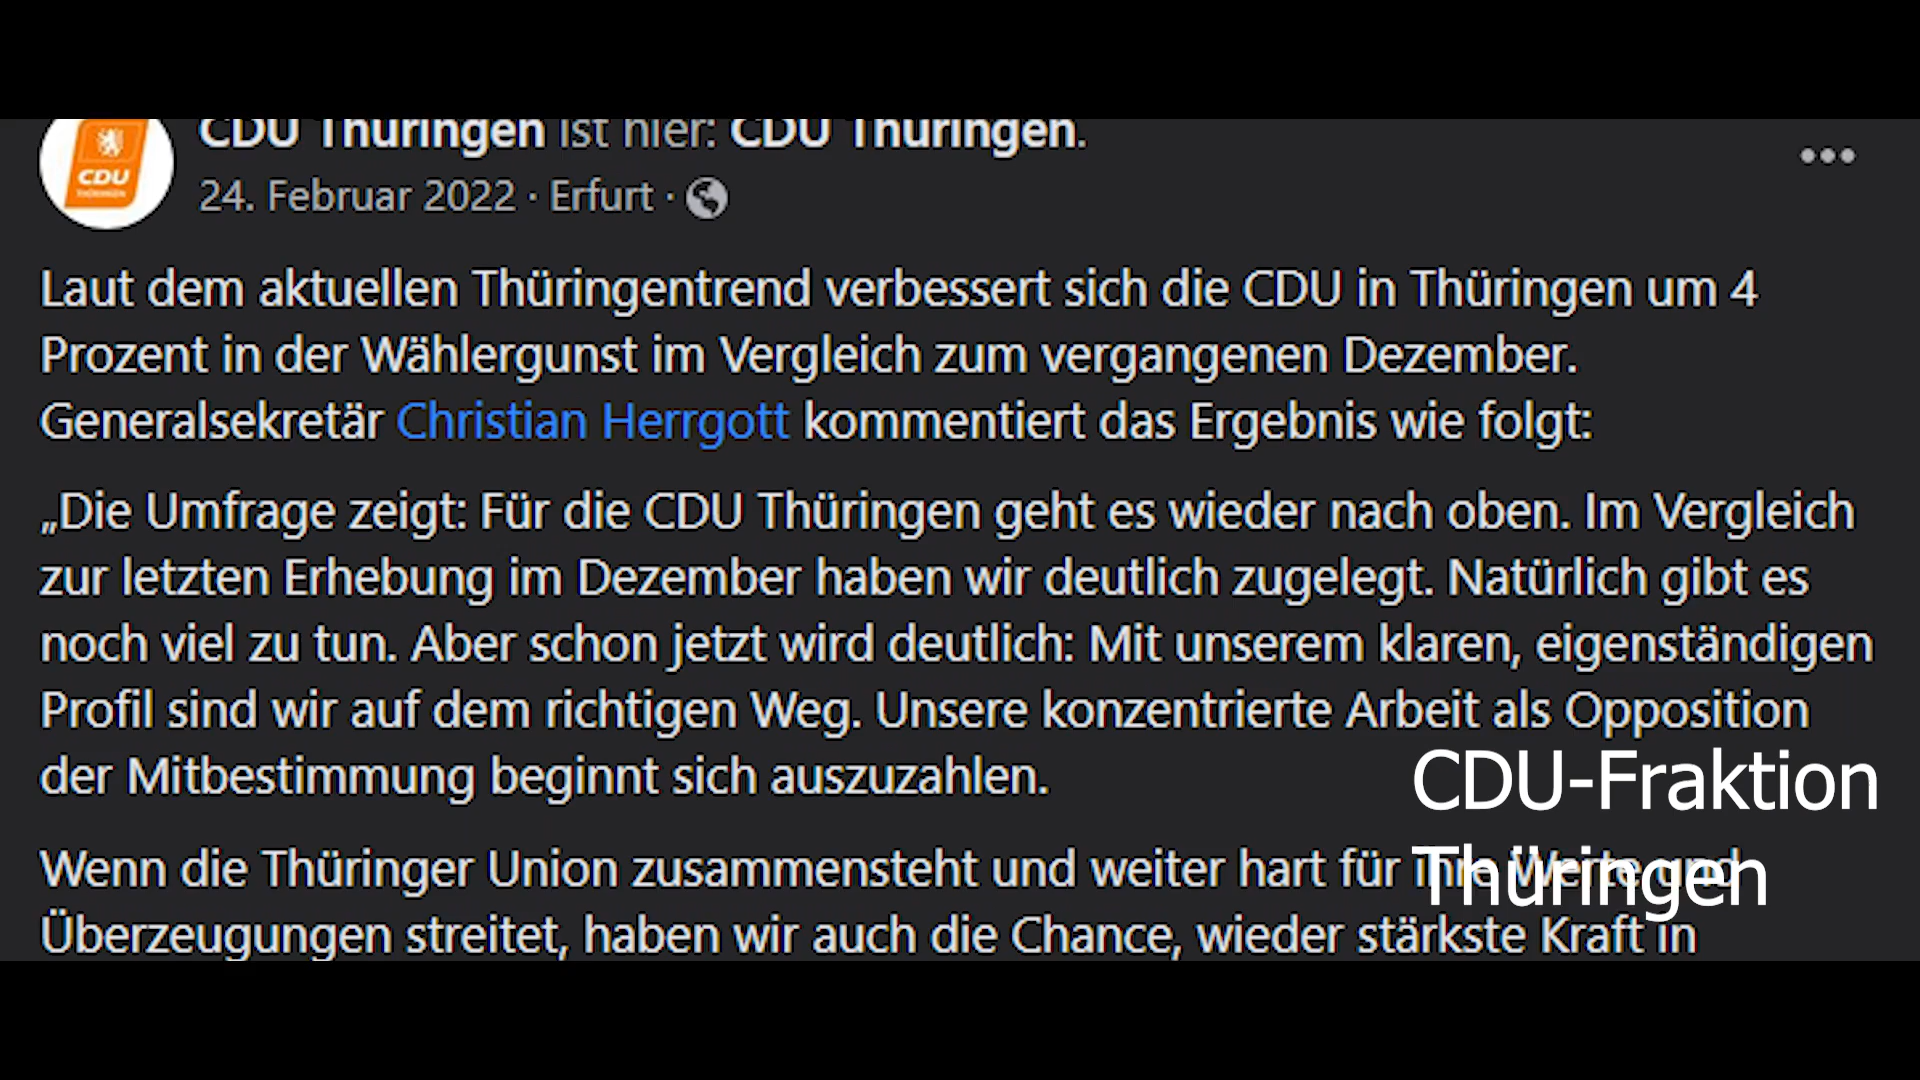 CDU Thüringen ist hier: CDU Thüringen.
24. Februar 2022 · Erfurt ·
CDU
Laut dem aktuellen Thüringentrend verbessert sich die CDU in Thüringen um 4
Prozent in der Wählergunst im Vergleich zum vergangenen Dezember.
Generalsekretär Christian Herrgott kommentiert das Ergebnis wie folgt:
„Die Umfrage zeigt: Für die CDU Thüringen geht es wieder nach oben. Im Vergleich
zur letzten Erhebung im Dezember haben wir deutlich zugelegt. Natürlich gibt es
noch viel zu tun. Aber schon jetzt wird deutlich: Mit unserem klaren, eigenständigen
Profil sind wir auf dem richtigen Weg. Unsere konzentrierte Arbeit als Opposition
der Mitbestimmung beginnt sich auszuzahlen.
Wenn die Thüringer Union zusammensteht und weiter hart für ihre Werte und
Überzeugungen streitet, haben wir auch die Chance, wieder stärkste Kraft in
CDU-Fraktion
Thüringen